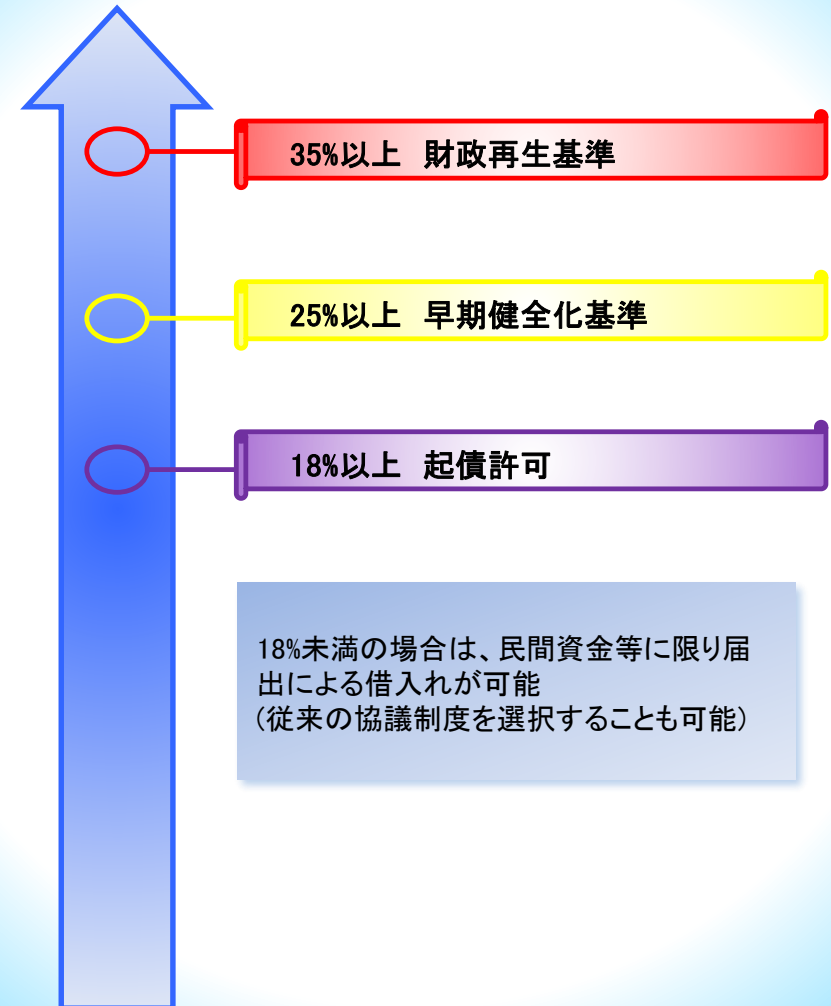 35%以上　財政再生基準
25%以上　早期健全化基準
18%以上　起債許可
18%未満の場合は、民間資金等に限り届
出による借入れが可能
（従来の協議制度を選択することも可能）